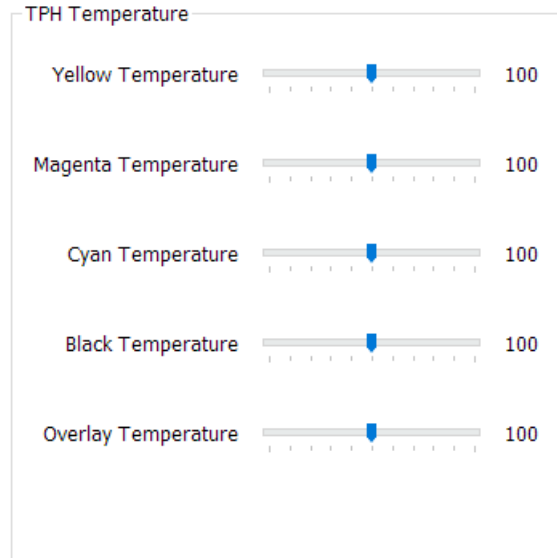 TPH Temperature
Yellow Temperature 100
Magenta Temperature 100
Cyan Temperature 100
Black Temperature 100
Overlay Temperature 100